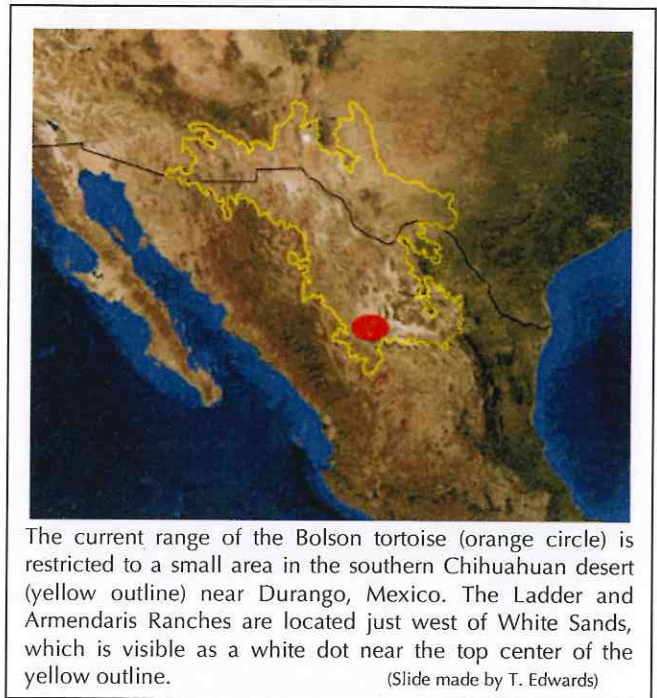 The current range of the Bolson tortoise (orange circle) is
restricted to a small area in the southern Chihuahuan desert
(yellow outline) near Durango, Mexico. The Ladder and
Armendaris Ranches are located just west of White Sands,
which is visible as a white dot near the top center of the
yellow outline. (Slide made by T. Edwards)